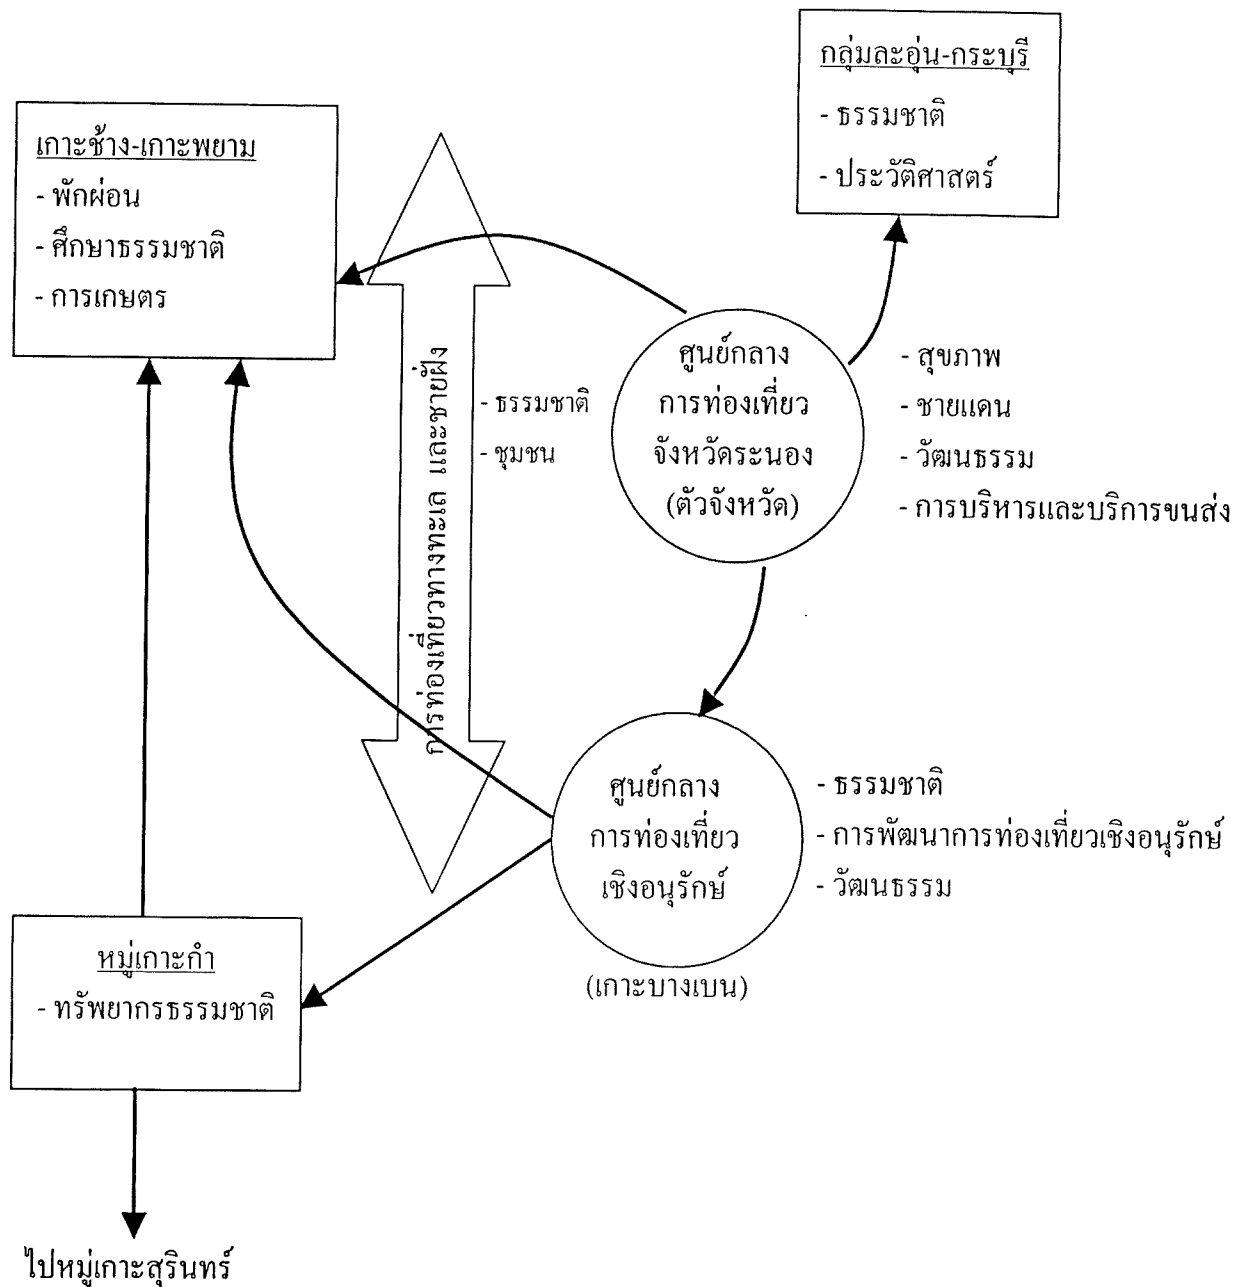 กลุ่มละอุ่น-กระบุรี
- ธรรมชาติ
- ประวัติศาสตร์
เกาะช้าง-เกาะพยาม
- พักผ่อน
- ศึกษาธรรมชาติ
- การเกษตร
การท่องเที่ยวทางทะเล และชายฝั่ง
- ธรรมชาติ
- ชุมชน
ศูนย์กลาง
การท่องเที่ยว
จังหวัดระนอง
(ตัวจังหวัด)
- สุขภาพ
- ชายแดน
- วัฒนธรรม
- การบริหารและบริการขนส่ง
ศูนย์กลาง
การท่องเที่ยว
เชิงอนุรักษ์
(เกาะบางเบน)
- ธรรมชาติ
- การพัฒนาการท่องเที่ยวเชิงอนุรักษ์
- วัฒนธรรม
หมู่เกาะกำ
- ทรัพยากรธรรมชาติ
ไปหมู่เกาะสุรินทร์